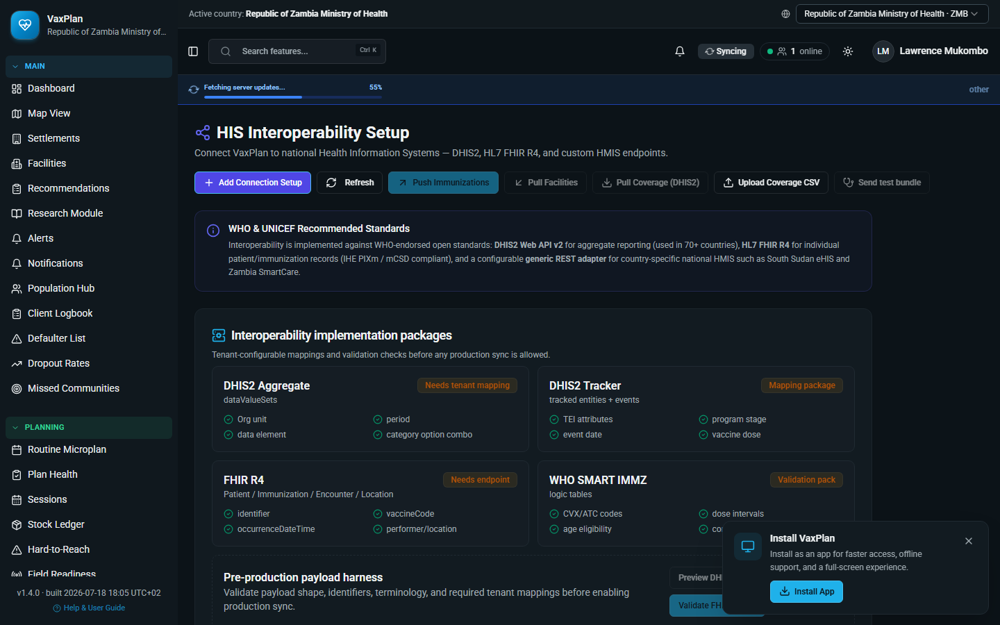 VaxPlan
Republic of Zambia Ministry of...
MAIN
Dashboard
Map View
Settlements
Facilities
Recommendations
Research Module
Alerts
Notifications
Population Hub
Client Logbook
Defaulter List
Dropout Rates
Missed Communities
PLANNING
Routine Microplan
Plan Health
Sessions
Stock Ledger
Hard-to-Reach
Field Readiness
v1.4.0 · built 2026-07-18 18:05 UTC+02
Help & User Guide
Active country: Republic of Zambia Ministry of Health
Republic of Zambia Ministry of Health · ZMB
Search features...
Ctrl K
Syncing
1 online
LM
Lawrence Mukombo
Fetching server updates...
55%
other
HIS Interoperability Setup
Connect VaxPlan to national Health Information Systems — DHIS2, HL7 FHIR R4, and custom HMIS endpoints.
Add Connection Setup
Refresh
Push Immunizations
Pull Facilities
Pull Coverage (DHIS2)
Upload Coverage CSV
Send test bundle
WHO & UNICEF Recommended Standards
Interoperability is implemented against WHO-endorsed open standards: DHIS2 Web API v2 for aggregate reporting (used in 70+ countries), HL7 FHIR R4 for individual
patient/immunization records (IHE PIXm / mCSD compliant), and a configurable generic REST adapter for country-specific national HMIS such as South Sudan eHIS and
Zambia SmartCare.
Interoperability implementation packages
Tenant-configurable mappings and validation checks before any production sync is allowed.
DHIS2 Aggregate
Needs tenant mapping
dataValueSets
Org unit
period
data element
category option combo
DHIS2 Tracker
Mapping package
tracked entities + events
TEI attributes
program stage
event date
vaccine dose
FHIR R4
Needs endpoint
Patient / Immunization / Encounter / Location
identifier
vaccineCode
occurrenceDateTime
performer/location
WHO SMART IMMZ
Validation pack
logic tables
CVX/ATC codes
dose intervals
age eligibility
Pre-production payload harness
Validate payload shape, identifiers, terminology, and required tenant mappings before enabling
production sync.
Preview
Validate
Install VaxPlan
Install as an app for faster access, offline
support, and a full-screen experience.
Install App